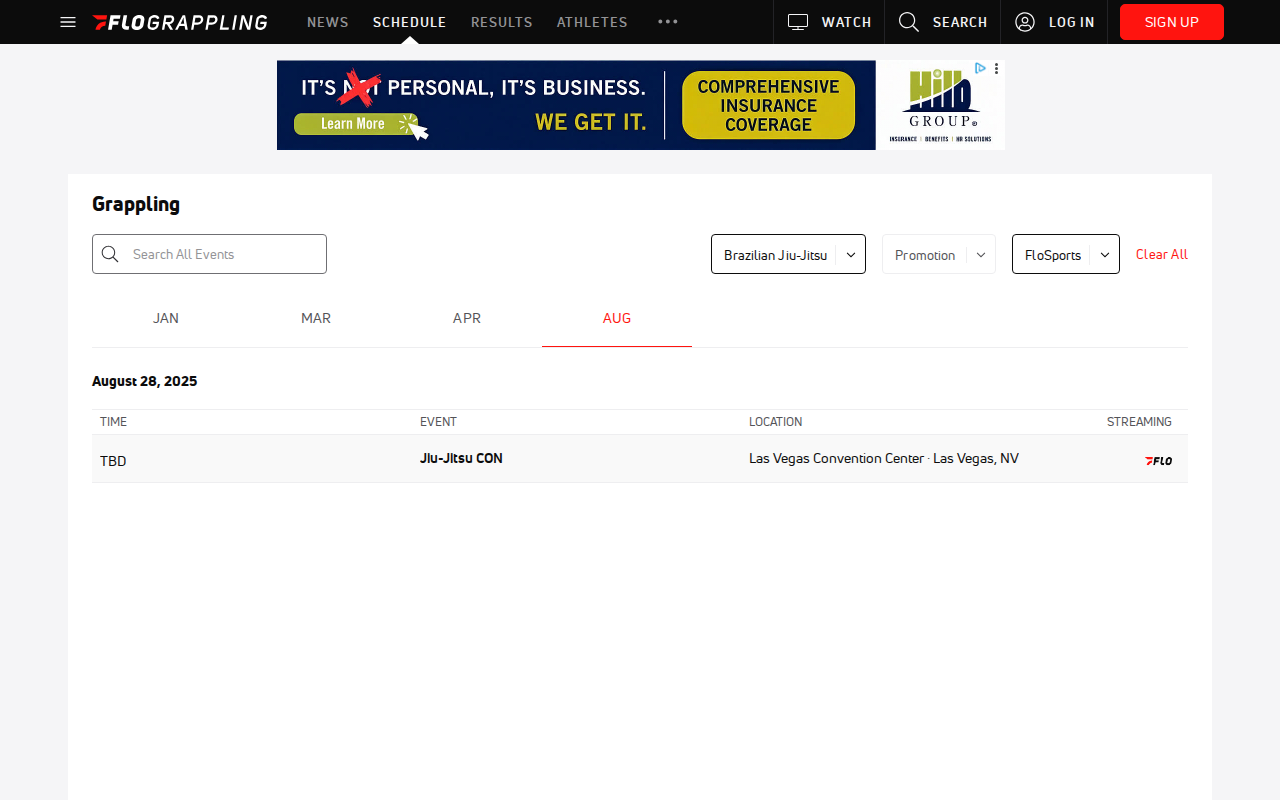 FLOGRAPPLING NEWS SCHEDULE RESULTS ATHLETES WATCH SEARCH LOG IN SIGN UP
IT'S NOT PERSONAL, IT'S BUSINESS.
Learn More
WE GET IT.
COMPREHENSIVE
INSURANCE
COVERAGE
Hill
GROUP
INSURANCE | BENEFITS | HR SOLUTIONS
Grappling
Search All Events
Brazilian Jiu-Jitsu Promotion FloSports Clear All
JAN MAR APR AUG
August 28, 2025
TIME EVENT LOCATION STREAMING
TBD Jiu-Jitsu CON Las Vegas Convention Center · Las Vegas, NV FLO